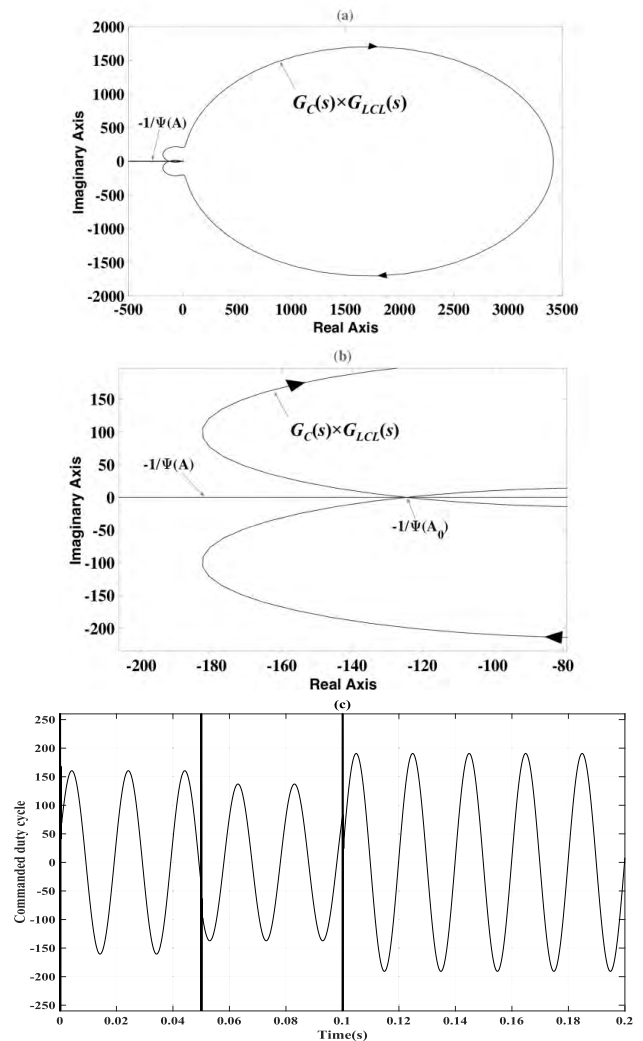 (a)
2000
1500
1000
500
0
-500
-1000
-1500
-2000
Imaginary Axis
G_C(s)×G_LCL(s)
-1/Ψ(A)
-500 0 500 1000 1500 2000 2500 3000 3500
Real Axis
(b)
150
100
50
0
-50
-100
-150
-200
Imaginary Axis
G_C(s)×G_LCL(s)
-1/Ψ(A)
-1/Ψ(A_0)
-200 -180 -160 -140 -120 -100 -80
Real Axis
(c)
250
200
150
100
50
0
-50
-100
-150
-200
-250
Commanded duty cycle
0 0.02 0.04 0.06 0.08 0.1 0.12 0.14 0.16 0.18 0.2
Time(s)